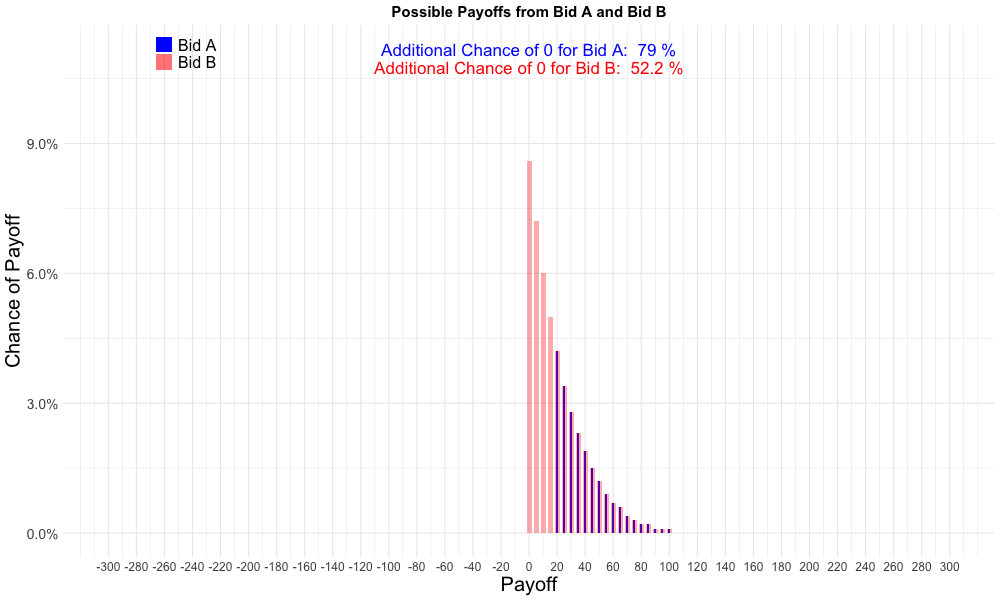 Possible Payoffs from Bid A and Bid B
Bid A
Bid B
Additional Chance of 0 for Bid A:  79 %
Additional Chance of 0 for Bid B:  52.2 %
Chance of Payoff
9.0%
6.0%
3.0%
0.0%
-300 -280 -260 -240 -220 -200 -180 -160 -140 -120 -100 -80 -60 -40 -20 0 20 40 60 80 100 120 140 160 180 200 220 240 260 280 300
Payoff